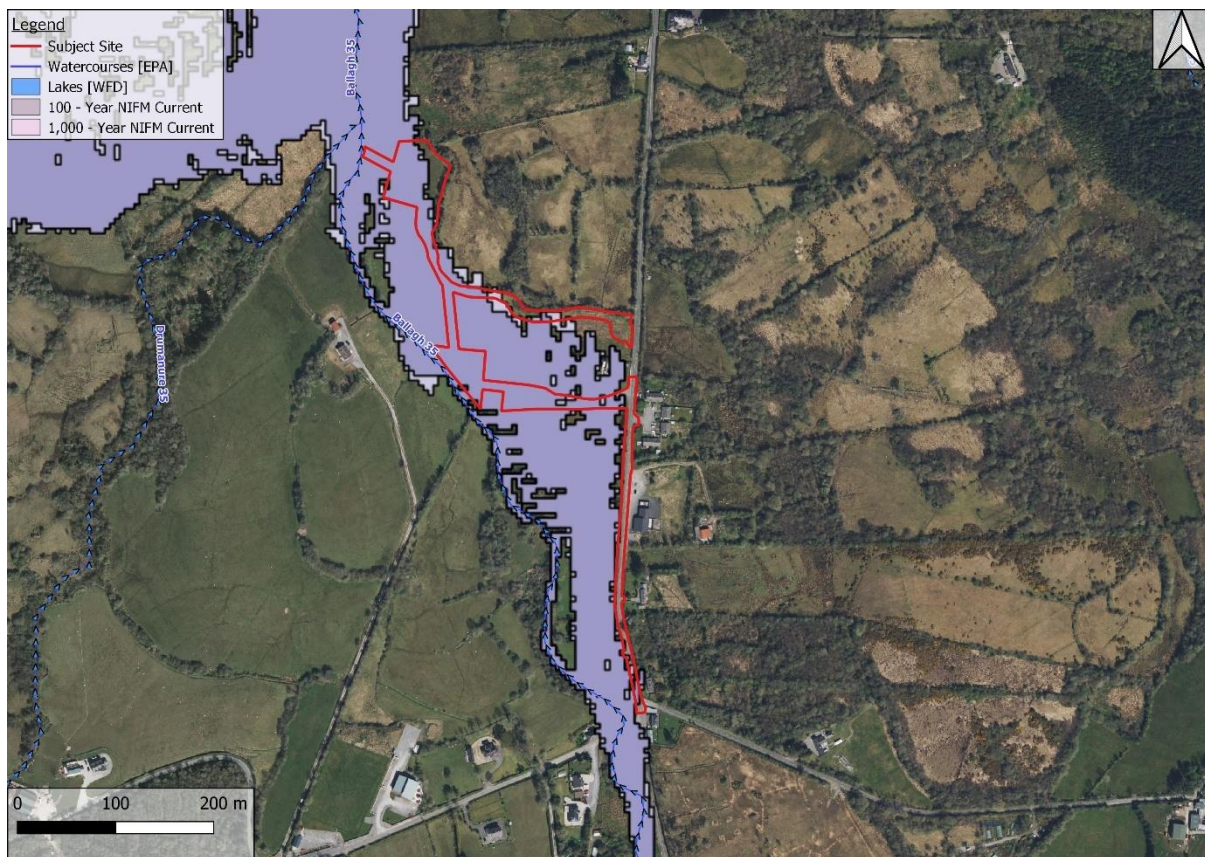 Legend
Subject Site
Watercourses [EPA]
Lakes [WFD]
100 - Year NIFM Current
1,000 - Year NIFM Current
Ballagh 35
Ballagh 35
Drumanure 35
0 100 200 m